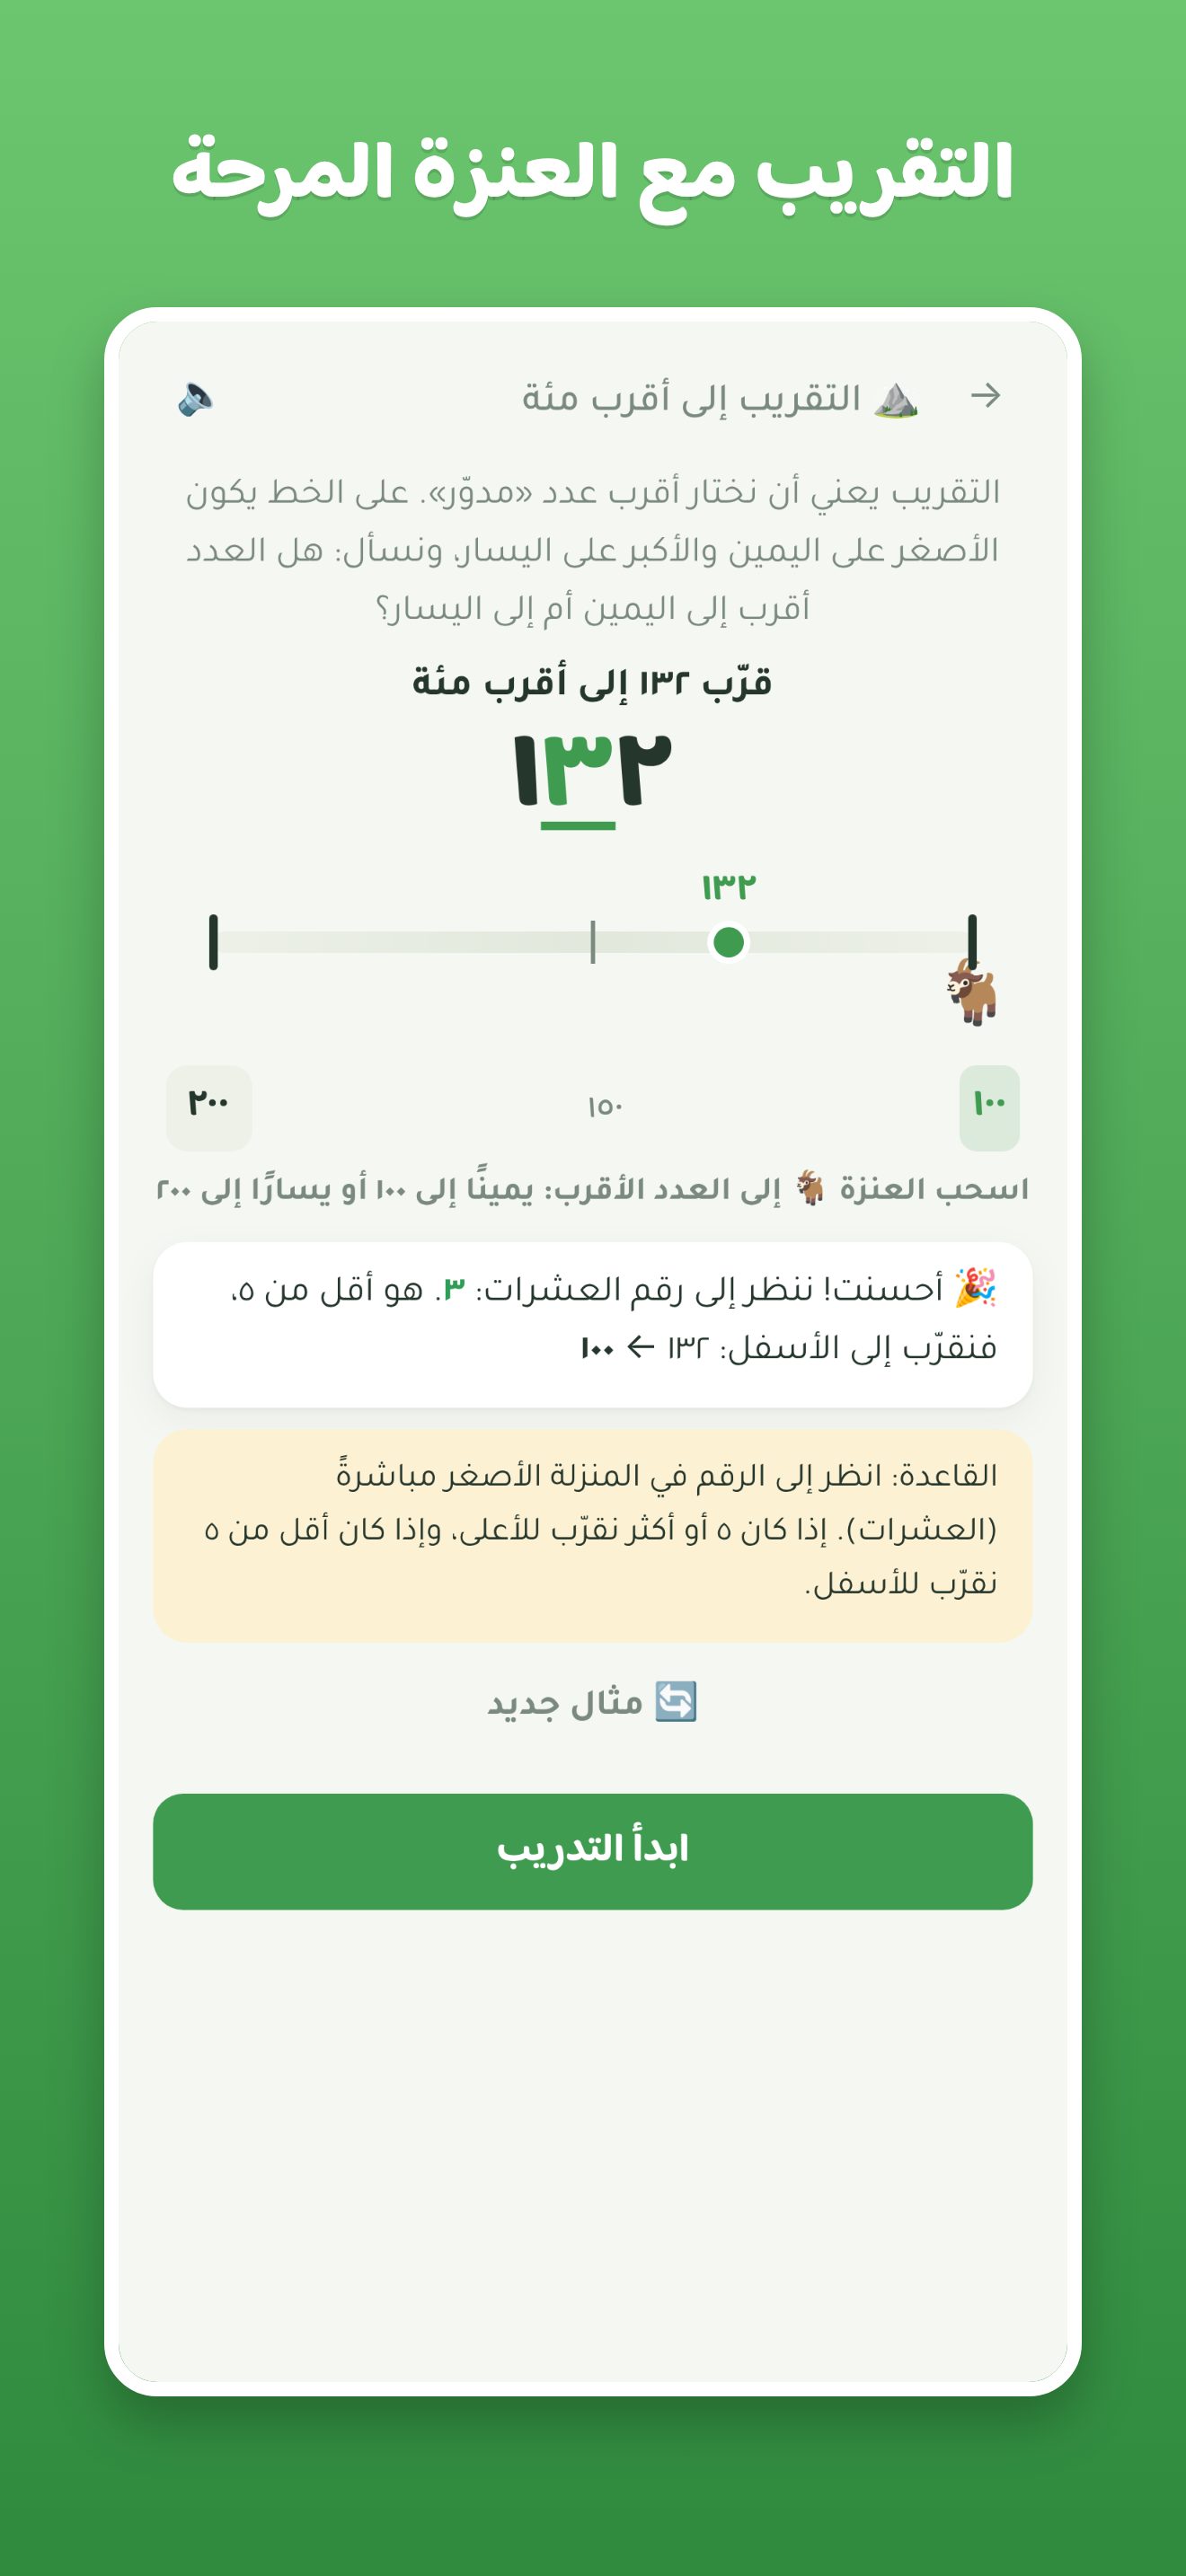 التقريب مع العنزة المرحة
→ ⛰️ التقريب إلى أقرب مئة 🔈
التقريب يعني أن نختار أقرب عدد «مدوّر». على الخط يكون
الأصغر على اليمين والأكبر على اليسار، ونسأل: هل العدد
أقرب إلى اليمين أم إلى اليسار؟
قرّب ١٣٢ إلى أقرب مئة
١٣٢
١٣٢
١٠٠ ١٥٠ ٢٠٠
اسحب العنزة 🐐 إلى العدد الأقرب: يمينًا إلى ١٠٠ أو يسارًا إلى ٢٠٠
🎉 أحسنت! ننظر إلى رقم العشرات: ٣. هو أقل من ٥،
فنقرّب إلى الأسفل: ١٣٢ ← ١٠٠
القاعدة: انظر إلى الرقم في المنزلة الأصغر مباشرةً
(العشرات). إذا كان ٥ أو أكثر نقرّب للأعلى، وإذا كان أقل من ٥
نقرّب للأسفل.
🔄 مثال جديد
ابدأ التدريب